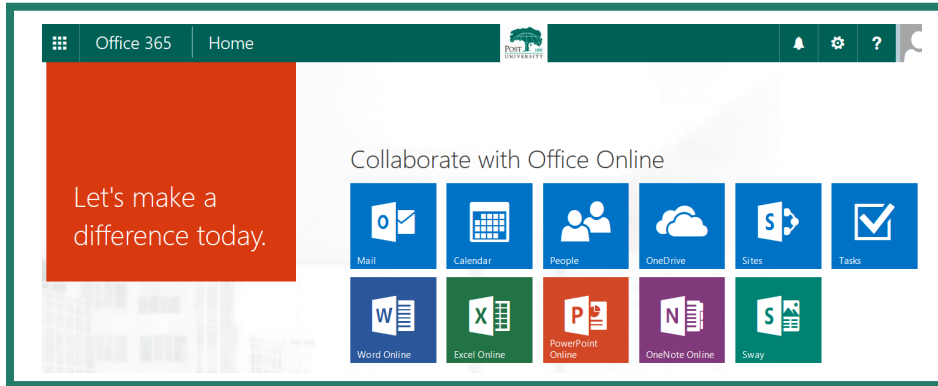 Office 365
Home
POST 1890
UNIVERSITY
?
Let's make a
difference today.
Collaborate with Office Online
Mail
Calendar
People
OneDrive
Sites
Tasks
Word Online
Excel Online
PowerPoint
Online
OneNote Online
Sway